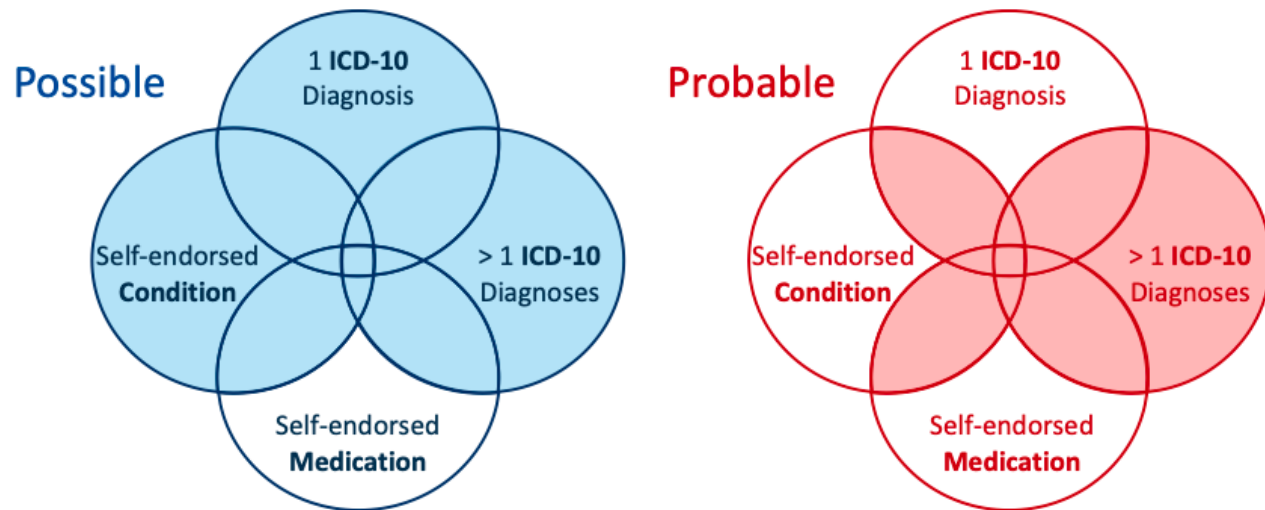 Possible
1 ICD-10
Diagnosis
Self-endorsed
Condition
> 1 ICD-10
Diagnoses
Self-endorsed
Medication
Probable
1 ICD-10
Diagnosis
Self-endorsed
Condition
> 1 ICD-10
Diagnoses
Self-endorsed
Medication